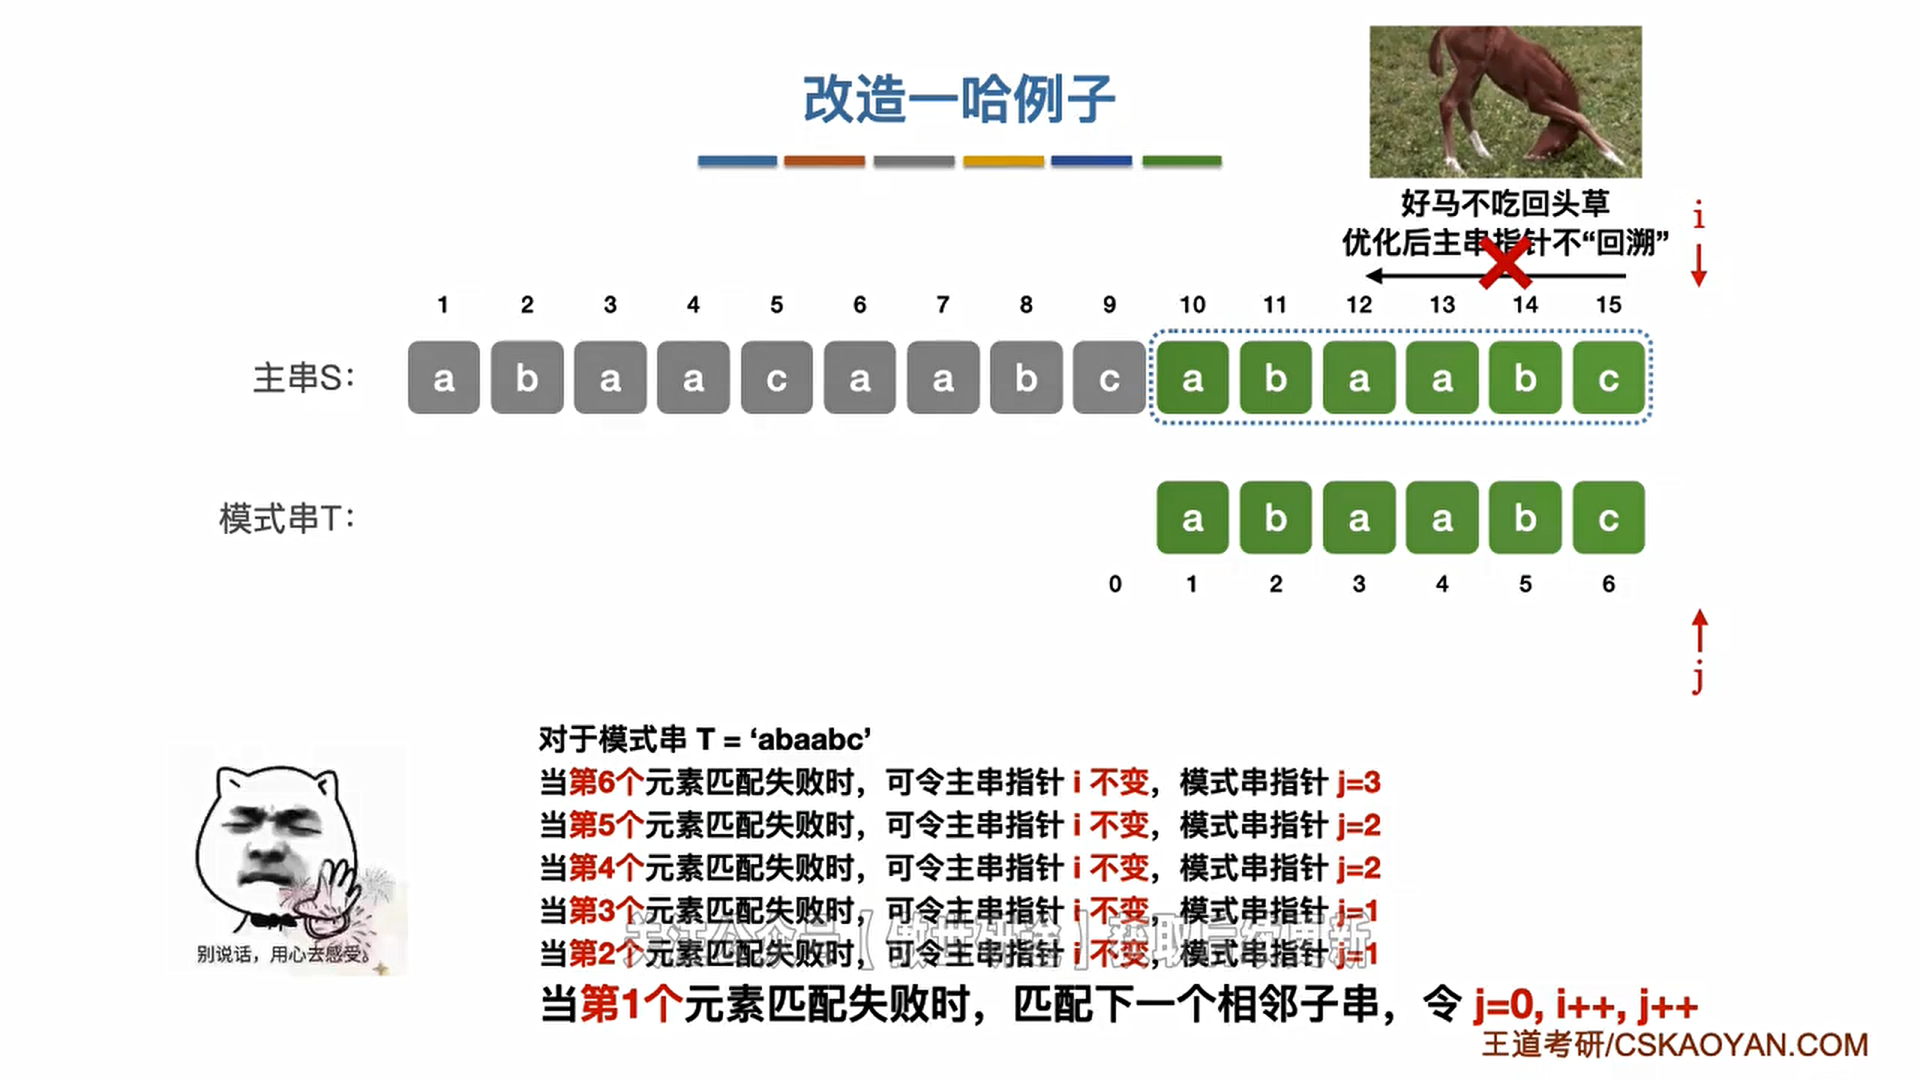 改造一哈例子
好马不吃回头草
优化后主串指针不“回溯”
i
1 2 3 4 5 6 7 8 9 10 11 12 13 14 15
主串S： a b a a c a a b c a b a a b c
模式串T： a b a a b c
0 1 2 3 4 5 6
j
对于模式串 T = ‘abaabc’
当第6个元素匹配失败时，可令主串指针 i 不变，模式串指针 j=3
当第5个元素匹配失败时，可令主串指针 i 不变，模式串指针 j=2
当第4个元素匹配失败时，可令主串指针 i 不变，模式串指针 j=2
当第3个元素匹配失败时，可令主串指针 i 不变，模式串指针 j=1
当第2个元素匹配失败时，可令主串指针 i 不变，模式串指针 j=1
当第1个元素匹配失败时，匹配下一个相邻子串，令 j=0, i++, j++
别说话，用心去感受。
王道考研/CSKAOYAN.COM